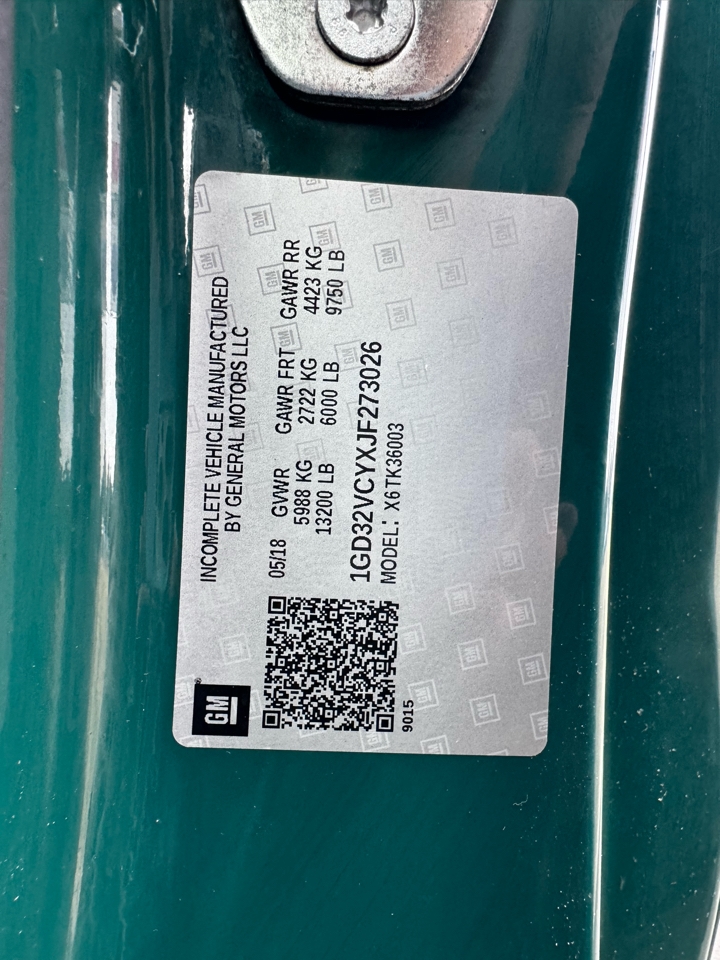 GM
INCOMPLETE VEHICLE MANUFACTURED
BY GENERAL MOTORS LLC
05/18 GVWR GAWR FRT GAWR RR
5988 KG 2722 KG 4423 KG
13200 LB 6000 LB 9750 LB
1GD32VCYXJF273026
MODEL: X6TK36003
9015